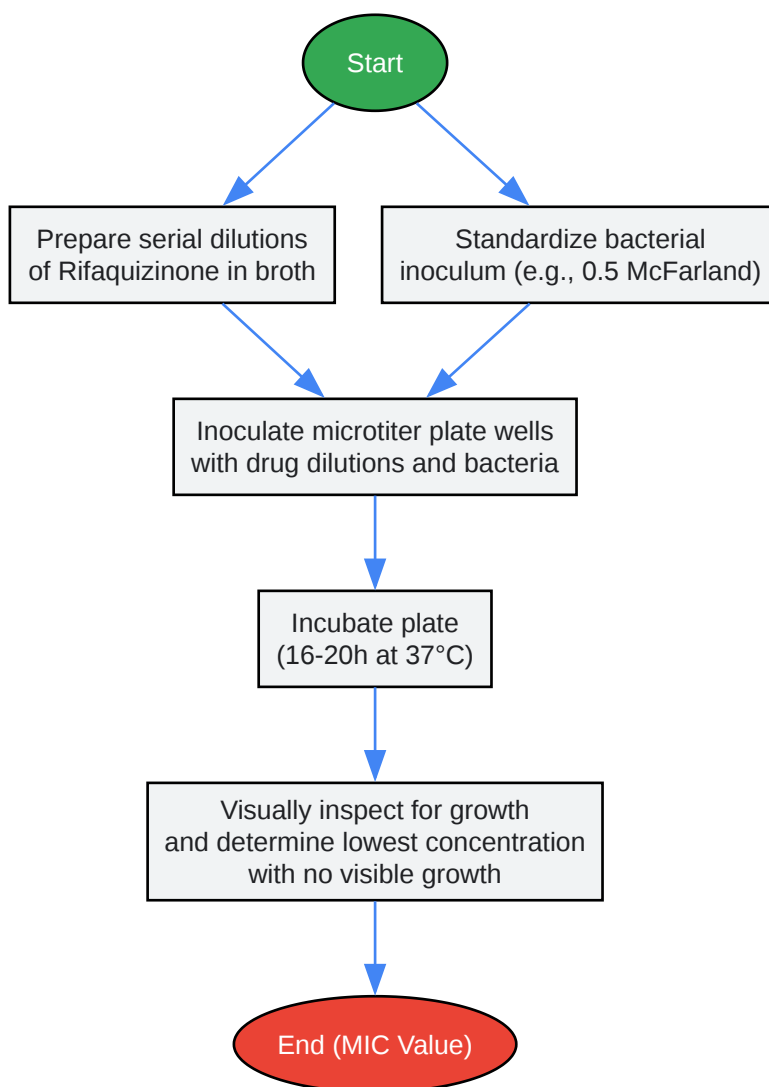 Start
Prepare serial dilutions
of Rifaquizinone in broth
Standardize bacterial
inoculum (e.g., 0.5 McFarland)
Inoculate microtiter plate wells
with drug dilutions and bacteria
Incubate plate
(16-20h at 37°C)
Visually inspect for growth
and determine lowest concentration
with no visible growth
End (MIC Value)